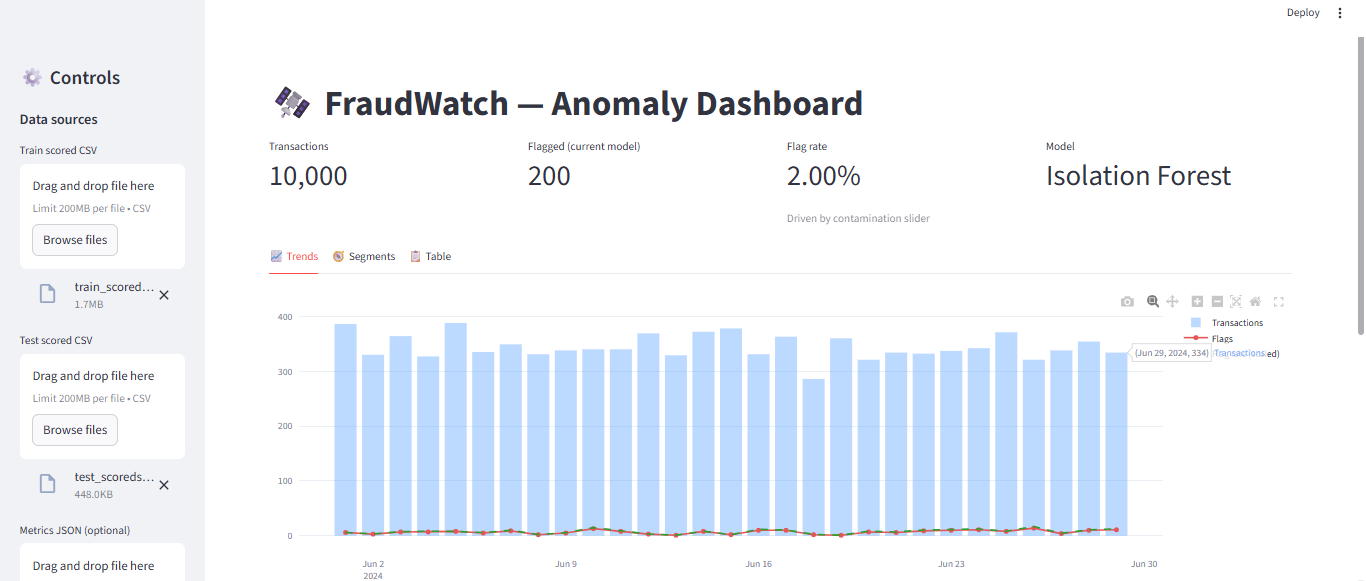 Deploy
Controls
Data sources
Train scored CSV
Drag and drop file here
Limit 200MB per file • CSV
Browse files
train_scored…
1.7MB
Test scored CSV
Drag and drop file here
Limit 200MB per file • CSV
Browse files
test_scoreds…
448.0KB
Metrics JSON (optional)
Drag and drop file here
FraudWatch — Anomaly Dashboard
Transactions
10,000
Flagged (current model)
200
Flag rate
2.00%
Driven by contamination slider
Model
Isolation Forest
Trends Segments Table
Transactions
Flags
(Jun 29, 2024, 334) Transactions
400
300
200
100
0
Jun 2 Jun 9 Jun 16 Jun 23 Jun 30
2024